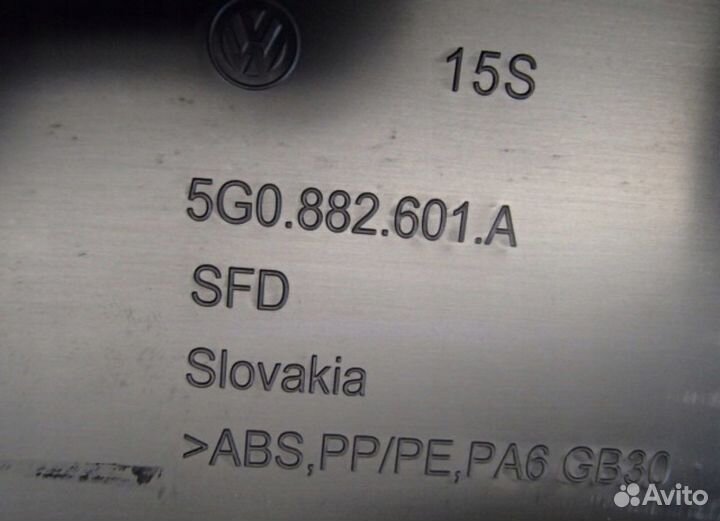 15S
5G0.882.601.A
SFD
Slovakia
>ABS,PP/PE,PA6 GB30
Avito